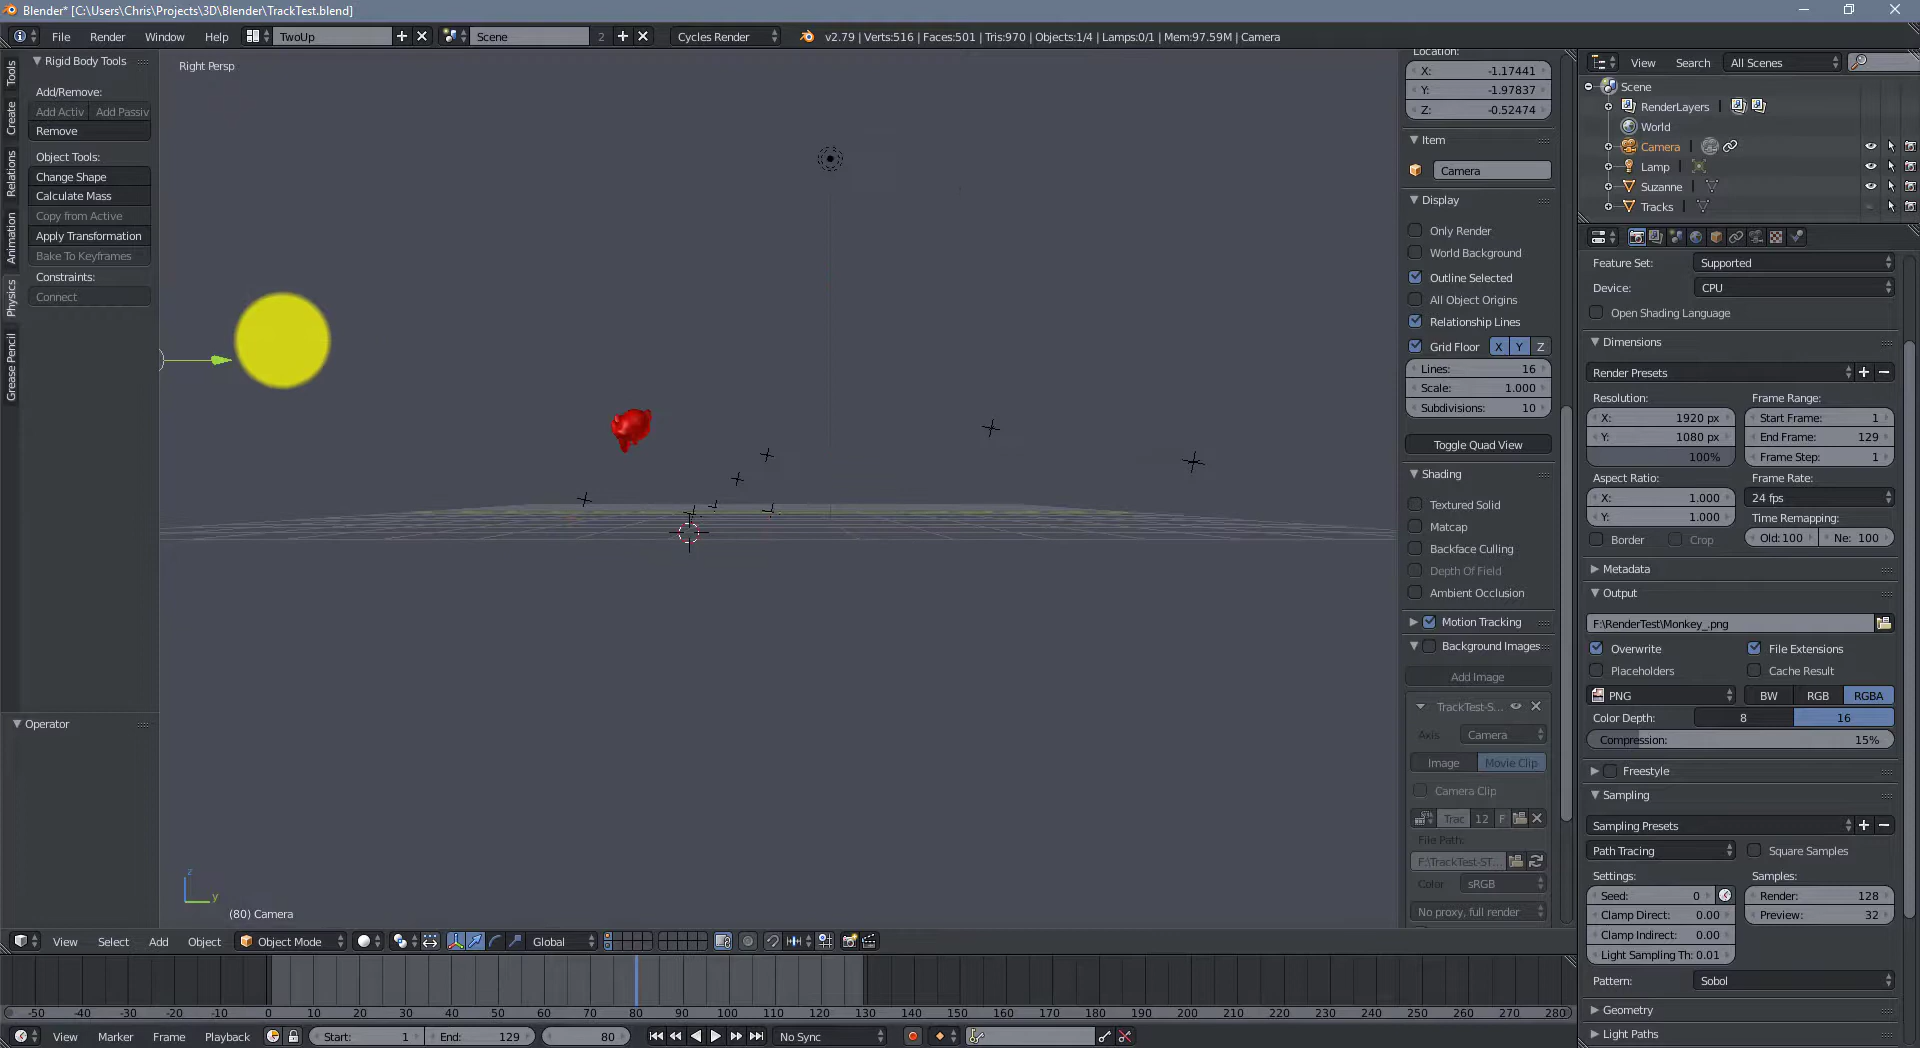 Blender* [C:\Users\Chris\Projects\3D\Blender\TrackTest.blend]
File Render Window Help TwoUp Scene 2 Cycles Render v2.79 | Verts:516 | Faces:501 | Tris:970 | Objects:1/4 | Lamps:0/1 | Mem:97.59M | Camera
Tools
Create
Relations
Animation
Physics
Grease Pencil
Rigid Body Tools
Add/Remove:
Add Activ Add Passiv
Remove
Object Tools:
Change Shape
Calculate Mass
Copy from Active
Apply Transformation
Bake To Keyframes
Constraints:
Connect
Operator
Right Persp
z
y
(80) Camera
Location:
X: -1.17441
Y: -1.97837
Z: -0.52474
Item
Camera
Display
Only Render
World Background
Outline Selected
All Object Origins
Relationship Lines
Grid Floor X Y Z
Lines: 16
Scale: 1.000
Subdivisions: 10
Toggle Quad View
Shading
Textured Solid
Matcap
Backface Culling
Depth Of Field
Ambient Occlusion
Motion Tracking
Background Images
Add Image
TrackTest-S...
Axis Camera
Image Movie Clip
Camera Clip
Trac 12 F
File Path:
F:\TrackTest-ST...
Color sRGB
No proxy, full render
View Search All Scenes
Scene
RenderLayers |
World
Camera |
Lamp |
Suzanne |
Tracks |
Feature Set: Supported
Device: CPU
Open Shading Language
Dimensions
Render Presets
Resolution: Frame Range:
X: 1920 px Start Frame: 1
Y: 1080 px End Frame: 129
100% Frame Step: 1
Aspect Ratio: Frame Rate:
X: 1.000 24 fps
Y: 1.000 Time Remapping:
Border Crop Old: 100 Ne: 100
Metadata
Output
F:\RenderTest\Monkey_.png
Overwrite File Extensions
Placeholders Cache Result
PNG BW RGB RGBA
Color Depth: 8 16
Compression: 15%
Freestyle
Sampling
Sampling Presets
Path Tracing Square Samples
Settings: Samples:
Seed: 0 Render: 128
Clamp Direct: 0.00 Preview: 32
Clamp Indirect: 0.00
Light Sampling Th: 0.01
Pattern: Sobol
Geometry
Light Paths
View Select Add Object Object Mode Global
-50 -40 -30 -20 -10 0 10 20 30 40 50 60 70 80 90 100 110 120 130 140 150 160 170 180 190 200 210 220 230 240 250 260 270 280
View Marker Frame Playback Start: 1 End: 129 80 No Sync